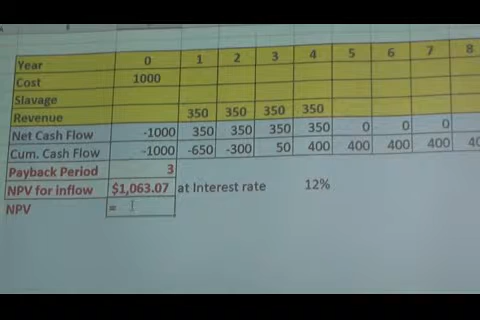 Year 0 1 2 3 4 5 6 7 8
Cost 1000
Slavage
Revenue 350 350 350 350
Net Cash Flow -1000 350 350 350 350 0 0 0
Cum. Cash Flow -1000 -650 -300 50 400 400 400 400
Payback Period 3
NPV for inflow $1,063.07 at Interest rate 12%
NPV =